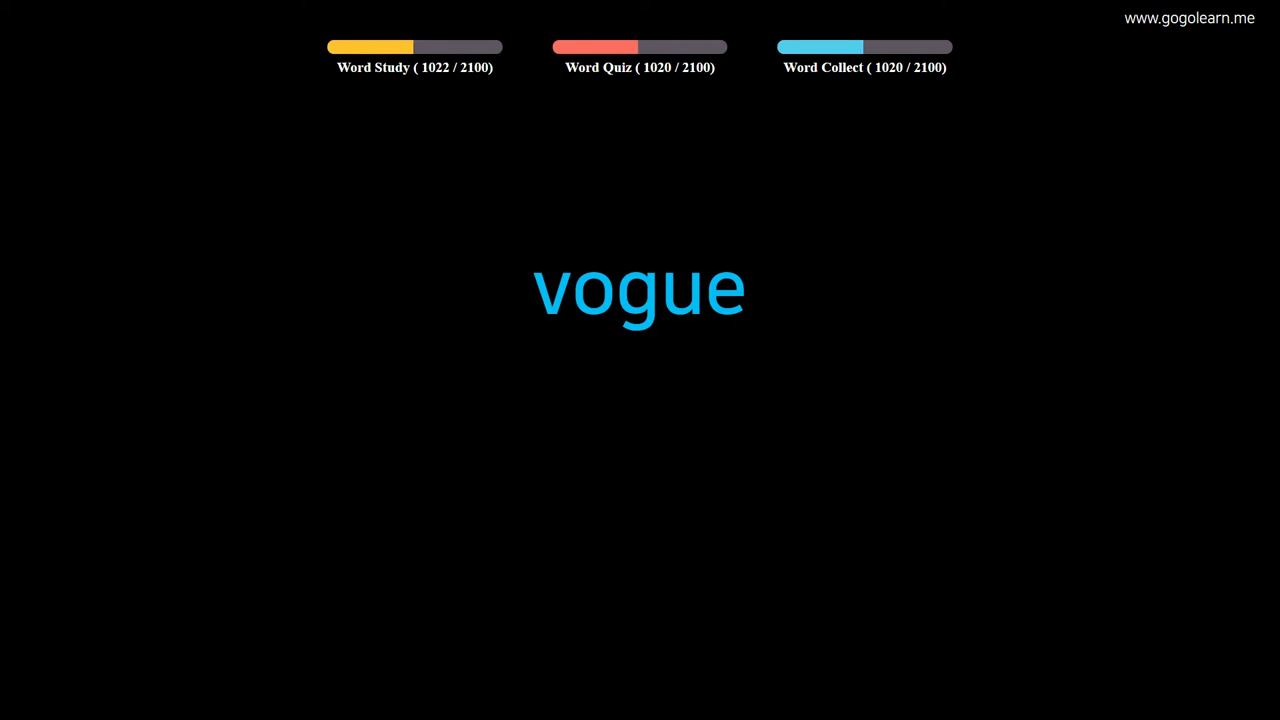 www.gogolearn.me
Word Study ( 1022 / 2100)
Word Quiz ( 1020 / 2100)
Word Collect ( 1020 / 2100)
vogue